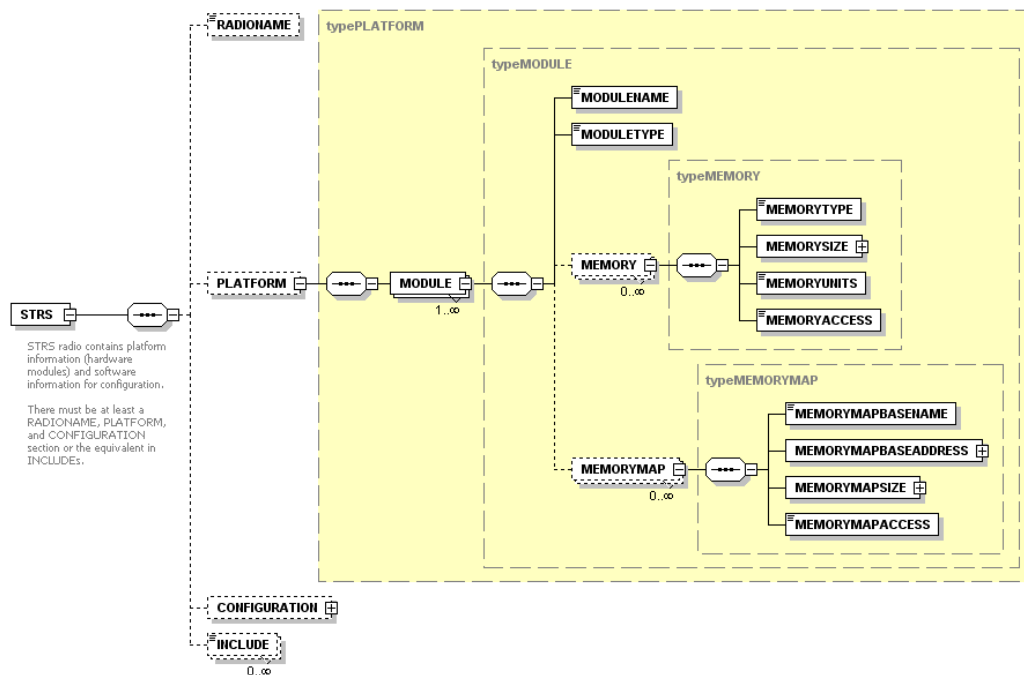 RADIONAME
typePLATFORM
typeMODULE
MODULENAME
MODULETYPE
typeMEMORY
MEMORYTYPE
MEMORYSIZE
MEMORY
0..∞
MEMORYUNITS
MEMORYACCESS
PLATFORM
MODULE
1..∞
STRS
STRS radio contains platform
information (hardware
modules) and software
information for configuration.
There must be at least a
RADIONAME, PLATFORM,
and CONFIGURATION
section or the equivalent in
INCLUDEs.
typeMEMORYMAP
MEMORYMAPBASENAME
MEMORYMAPBASEADDRESS
MEMORYMAP
0..∞
MEMORYMAPSIZE
MEMORYMAPACCESS
CONFIGURATION
INCLUDE
0..∞